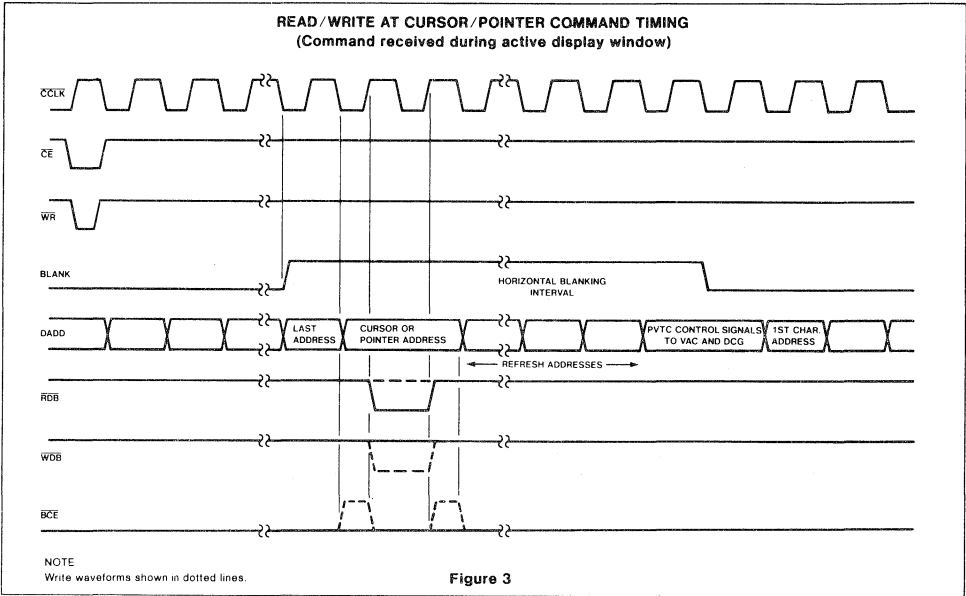 READ/WRITE AT CURSOR/POINTER COMMAND TIMING
(Command received during active display window)
CCLK
CE
WR
BLANK
HORIZONTAL BLANKING
INTERVAL
DADD
LAST
ADDRESS
CURSOR OR
POINTER ADDRESS
PVTC CONTROL SIGNALS
TO VAC AND DCG
1ST CHAR.
ADDRESS
REFRESH ADDRESSES
RDB
WDB
BCE
NOTE
Write waveforms shown in dotted lines.
Figure 3